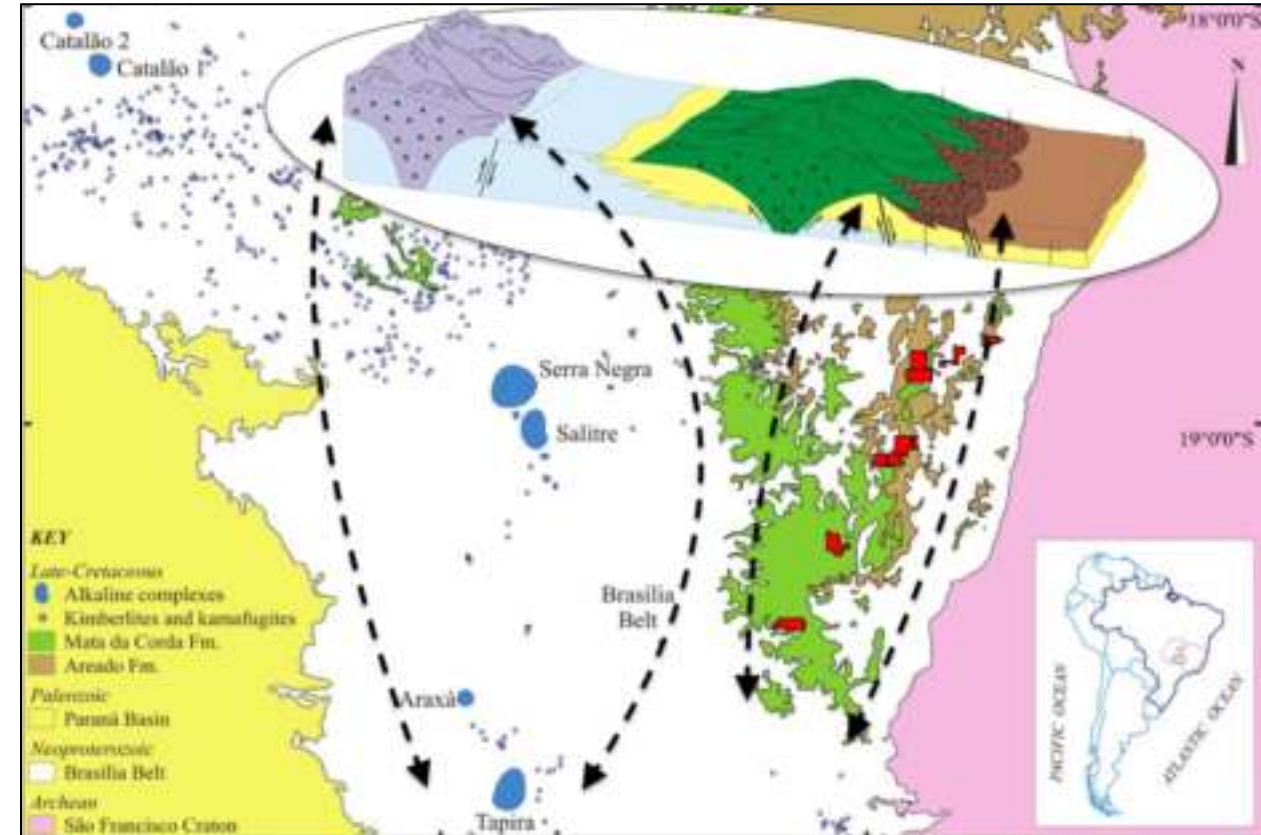 Catalão 2
Catalão 1
18°0'0"S
N
Serra Negra
Salitre
19°0'0"S
Brasília
Belt
Araxá
Tapira
KEY
Late-Cretaceous
Alkaline complexes
Kimberlites and kamafugites
Mata da Corda Fm.
Areado Fm.
Paleozoic
Paraná Basin
Neoproterozoic
Brasília Belt
Archean
São Francisco Craton
PACIFIC OCEAN
ATLANTIC OCEAN